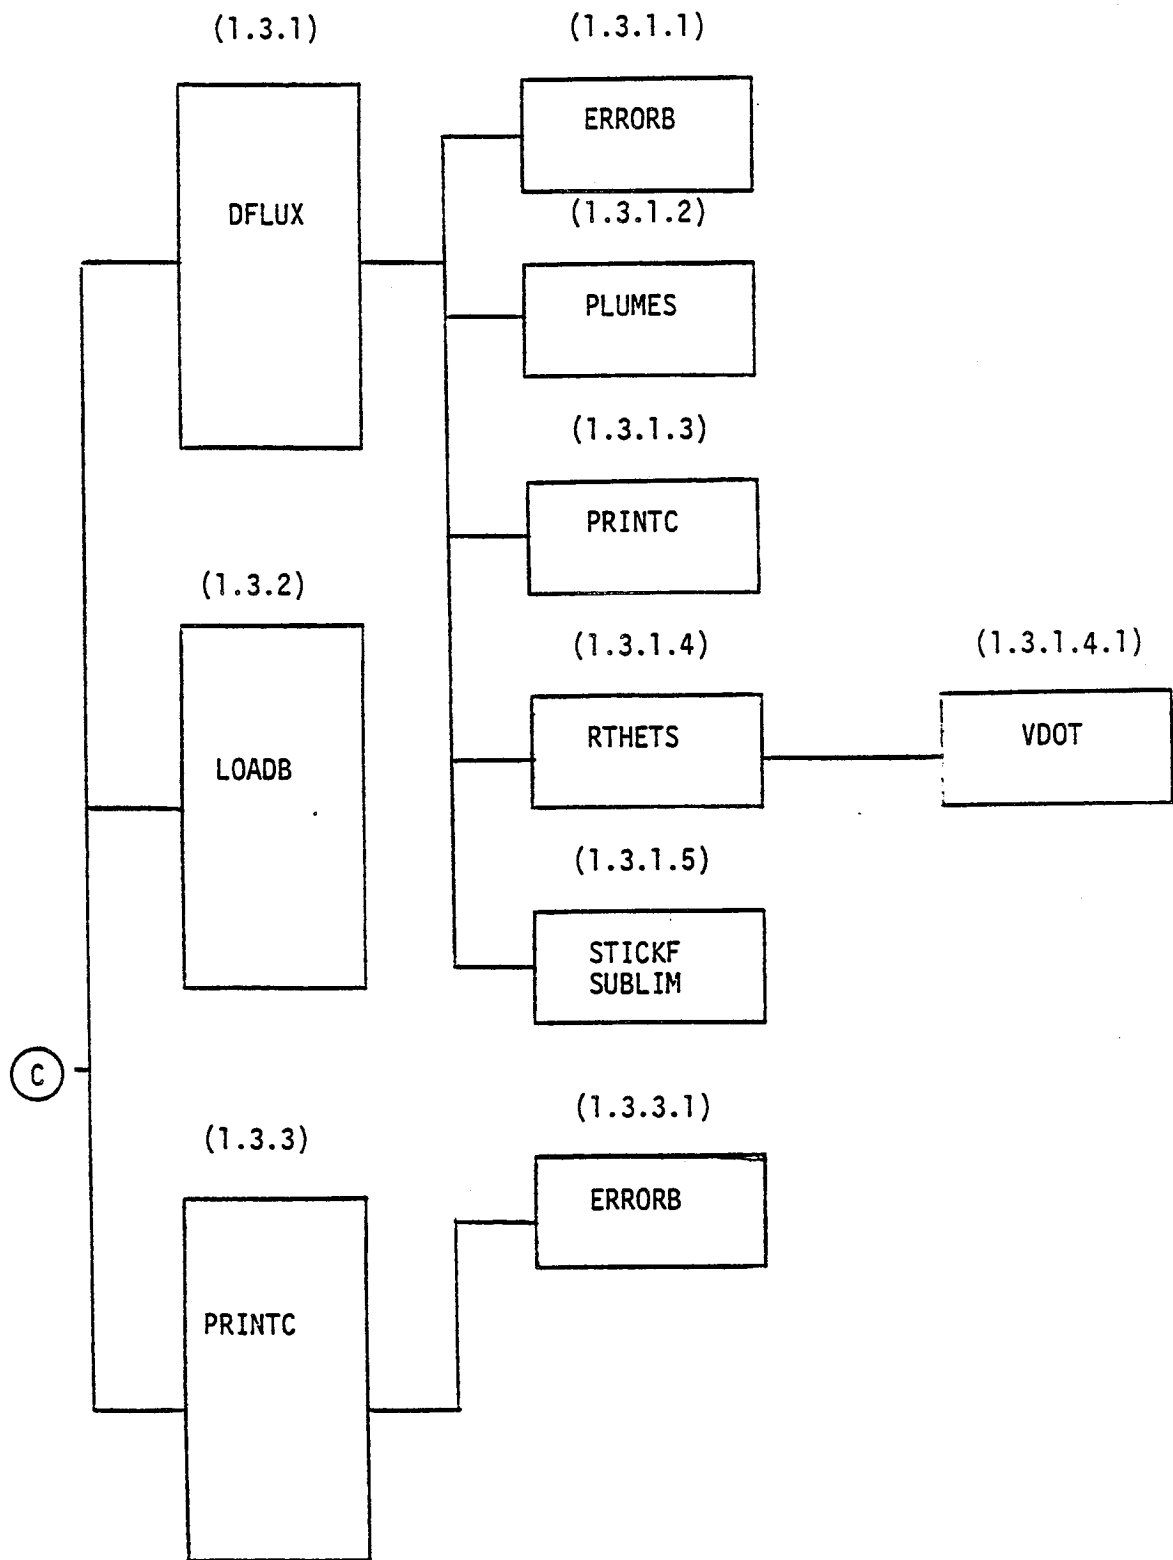 (1.3.1)
DFLUX
(1.3.1.1)
ERRORB
(1.3.1.2)
PLUMES
(1.3.1.3)
PRINTC
(1.3.1.4)
RTHETS
(1.3.1.4.1)
VDOT
(1.3.1.5)
STICKF
SUBLIM
(1.3.2)
LOADB
C
(1.3.3)
PRINTC
(1.3.3.1)
ERRORB